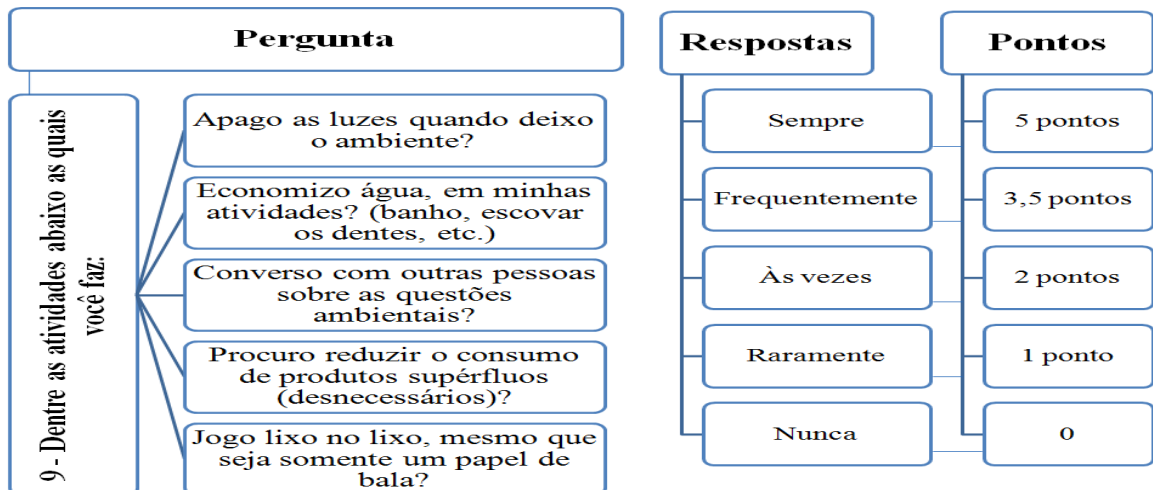 Pergunta
9 - Dentre as atividades abaixo as quais
você faz:
Apago as luzes quando deixo
o ambiente?
Economizo água, em minhas
atividades? (banho, escovar
os dentes, etc.)
Converso com outras pessoas
sobre as questões
ambientais?
Procuro reduzir o consumo
de produtos supérfluos
(desnecessários)?
Jogo lixo no lixo, mesmo que
seja somente um papel de
bala?
Respostas
Pontos
Sempre
5 pontos
Frequentemente
3,5 pontos
Às vezes
2 pontos
Raramente
1 ponto
Nunca
0